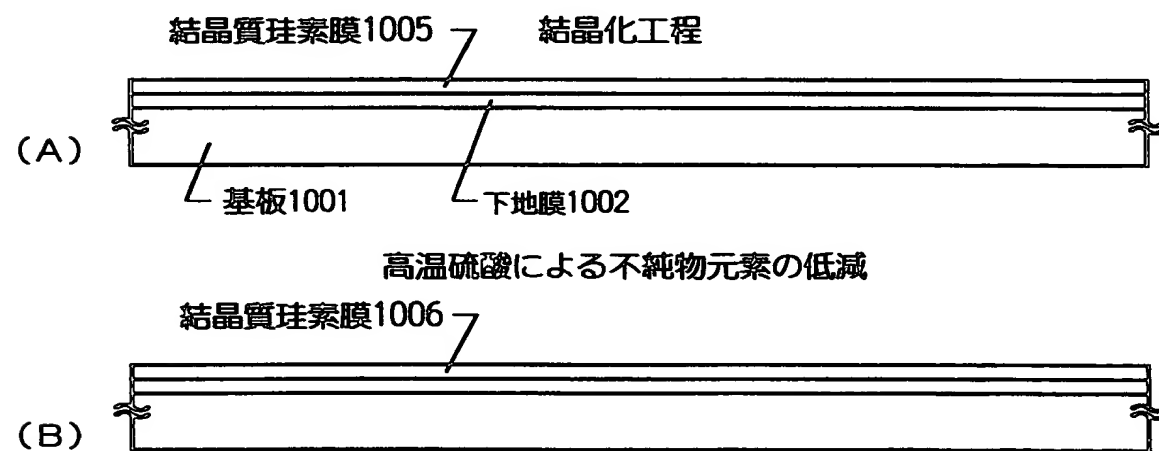 結晶質珪素膜1005 結晶化工程
(A)
基板1001 下地膜1002
高温硫酸による不純物元素の低減
結晶質珪素膜1006
(B)